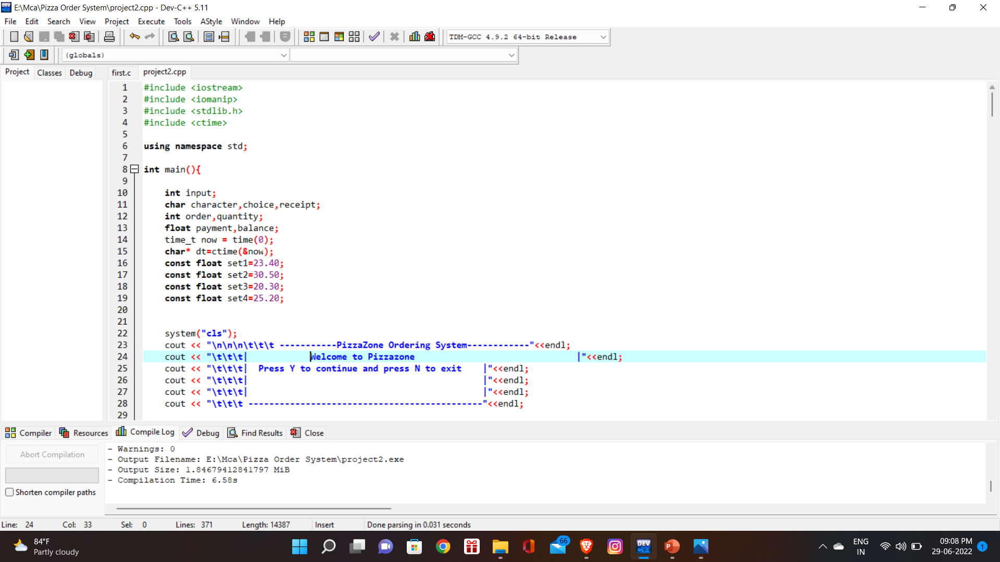 E:\Mca\Pizza Order System\project2.cpp - Dev-C++ 5.11
File Edit Search View Project Execute Tools AStyle Window Help
TDM-GCC 4.9.2 64-bit Release
(globals)
Project Classes Debug first.c project2.cpp
1 #include <iostream>
2 #include <iomanip>
3 #include <stdlib.h>
4 #include <ctime>
5
6 using namespace std;
7
8 int main(){
9
10 int input;
11 char character,choice,receipt;
12 int order,quantity;
13 float payment,balance;
14 time_t now = time(0);
15 char* dt=ctime(&now);
16 const float set1=23.40;
17 const float set2=30.50;
18 const float set3=20.30;
19 const float set4=25.20;
20
21
22 system("cls");
23 cout << "\n\n\n\t\t\t -----------PizzaZone Ordering System------------"<<endl;
24 cout << "\t\t\t|            Welcome to Pizzazone                               |"<<endl;
25 cout << "\t\t\t|  Press Y to continue and press N to exit    |"<<endl;
26 cout << "\t\t\t|                                             |"<<endl;
27 cout << "\t\t\t|                                             |"<<endl;
28 cout << "\t\t\t ---------------------------------------------"<<endl;
29
Compiler Resources Compile Log Debug Find Results Close
Abort Compilation
Shorten compiler paths
- Warnings: 0
- Output Filename: E:\Mca\Pizza Order System\project2.exe
- Output Size: 1.84679412841797 MiB
- Compilation Time: 6.58s
Line: 24 Col: 33 Sel: 0 Lines: 371 Length: 14387 Insert Done parsing in 0.031 seconds
84°F
Partly cloudy
66
DEV
C++
P
ENG
IN
09:08 PM
29-06-2022
1